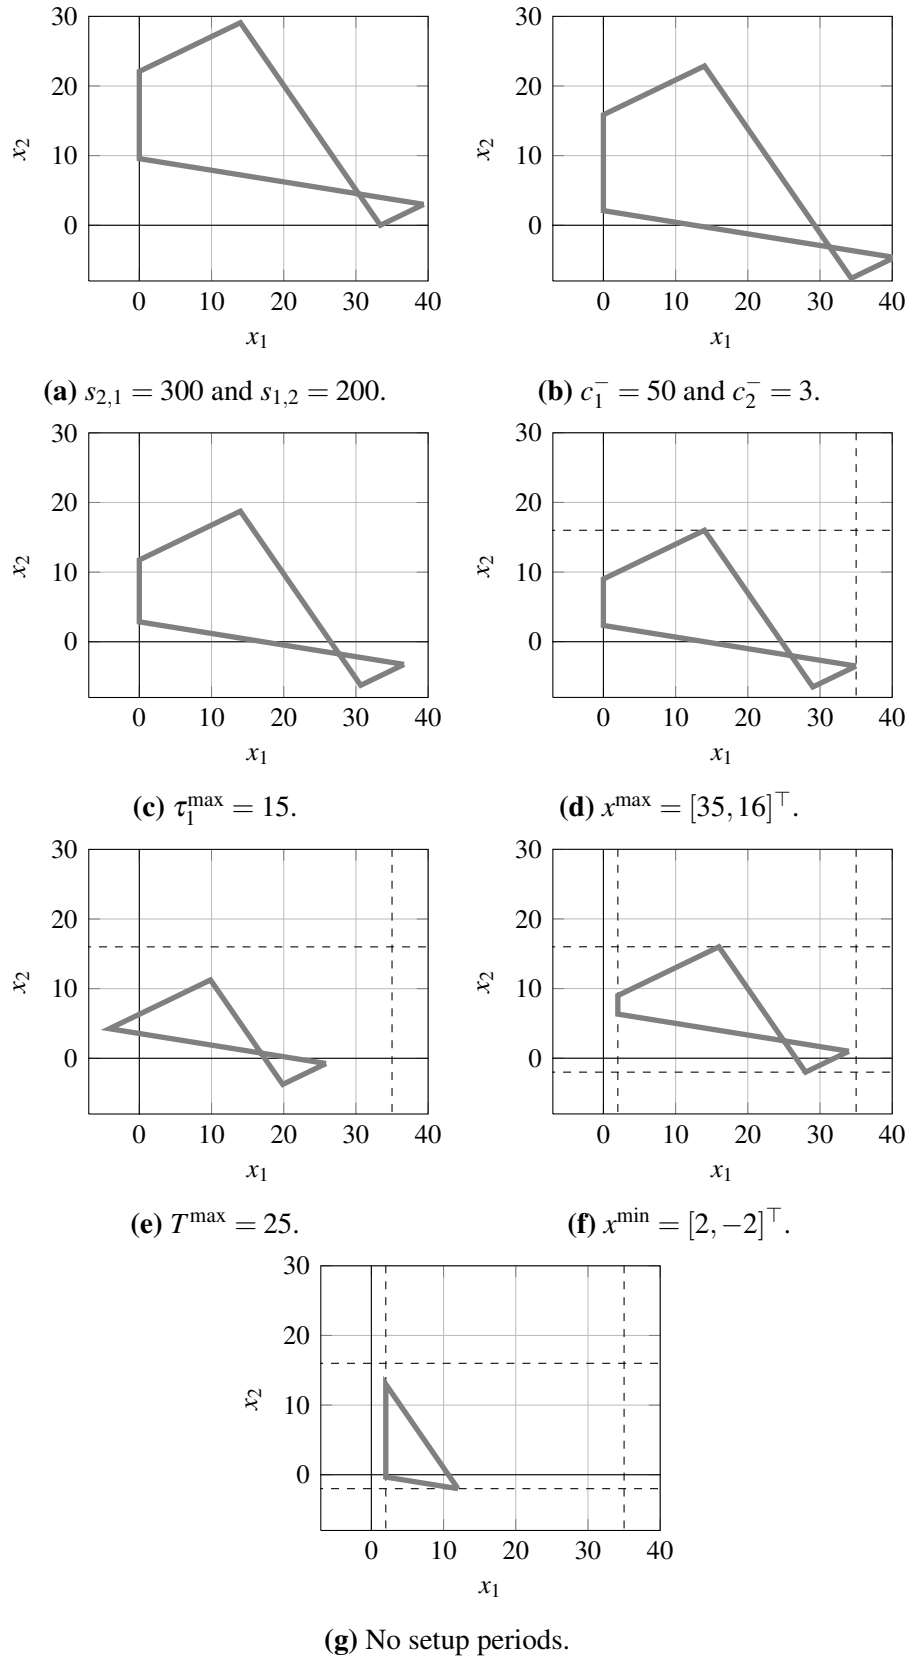 30
20
10
0
x₂
0 10 20 30 40
x₁
(a) s₂,₁ = 300 and s₁,₂ = 200.
30
20
10
0
x₂
0 10 20 30 40
x₁
(b) c₁⁻ = 50 and c₂⁻ = 3.
30
20
10
0
x₂
0 10 20 30 40
x₁
(c) τ₁ᵐᵃˣ = 15.
30
20
10
0
x₂
0 10 20 30 40
x₁
(d) xᵐᵃˣ = [35, 16]⊤.
30
20
10
0
x₂
0 10 20 30 40
x₁
(e) Tᵐᵃˣ = 25.
30
20
10
0
x₂
0 10 20 30 40
x₁
(f) xᵐⁱⁿ = [2, −2]⊤.
30
20
10
0
x₂
0 10 20 30 40
x₁
(g) No setup periods.